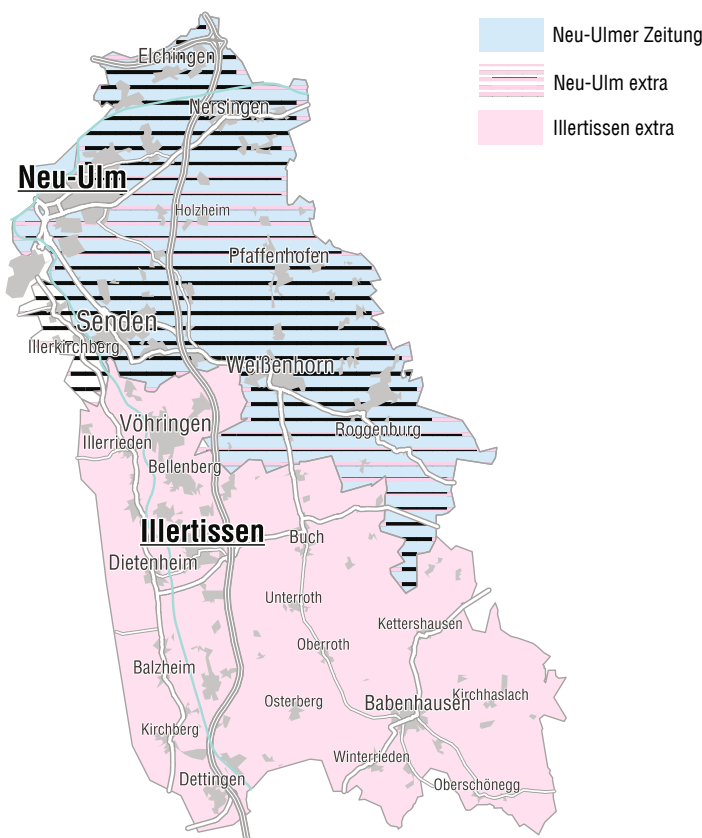 Neu-Ulmer Zeitung
Neu-Ulm extra
Illertissen extra
Elchingen
Nersingen
Neu-Ulm
Holzheim
Pfaffenhofen
Senden
Illerkirchberg
Weißenhorn
Vöhringen
Illerrieden
Roggenburg
Bellenberg
Illertissen
Buch
Dietenheim
Unterroth
Kettershausen
Oberroth
Balzheim
Osterberg
Babenhausen
Kirchhaslach
Kirchberg
Winterrieden
Dettingen
Oberschönegg